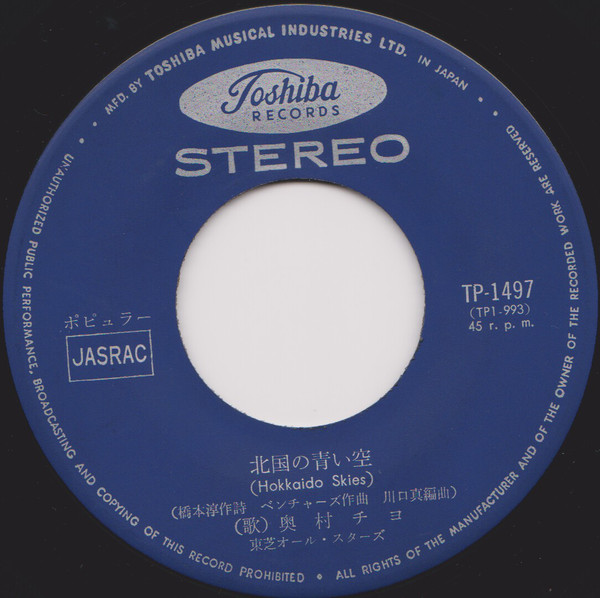 MFD. BY TOSHIBA MUSICAL INDUSTRIES LTD. IN JAPAN
Toshiba
RECORDS
STEREO
TP-1497
(TP1-993)
45 r. p. m.
ポピュラー
JASRAC
北国の青い空
(Hokkaido Skies)
(橋本淳作詩 ベンチャーズ作曲 川口真編曲)
(歌) 奥村チヨ
東芝オール・スターズ
UNAUTHORIZED PUBLIC PERFORMANCE, BROADCASTING AND COPYING OF THIS RECORD PROHIBITED • ALL RIGHTS OF THE MANUFACTURER AND OF THE OWNER OF THE RECORDED WORK ARE RESERVED